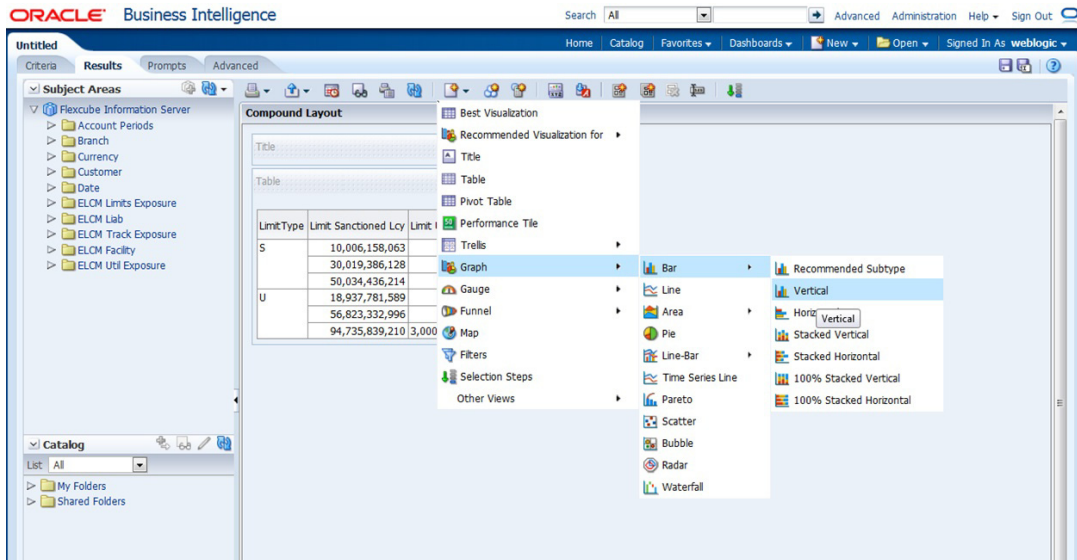 ORACLE Business Intelligence
Search All Advanced Administration Help Sign Out
Untitled
Home Catalog Favorites Dashboards New Open Signed In As weblogic
Criteria Results Prompts Advanced
Subject Areas
Flexcube Information Server
Account Periods
Branch
Currency
Customer
Date
ELCM Limits Exposure
ELCM Liab
ELCM Track Exposure
ELCM Facility
ELCM Util Exposure
Catalog
List All
My Folders
Shared Folders
Compound Layout
Title
Table
LimitType Limit Sanctioned Lcy Limit
S 10,006,158,063
30,019,386,128
50,034,436,214
U 18,937,781,589
56,823,332,996
94,735,839,210 3,000
Best Visualization
Recommended Visualization for
Title
Table
Pivot Table
Performance Tile
Trellis
Graph
Gauge
Funnel
Map
Filters
Selection Steps
Other Views
Bar
Line
Area
Pie
Line-Bar
Time Series Line
Pareto
Scatter
Bubble
Radar
Waterfall
Recommended Subtype
Vertical
Vertical
Stacked Vertical
Stacked Horizontal
100% Stacked Vertical
100% Stacked Horizontal